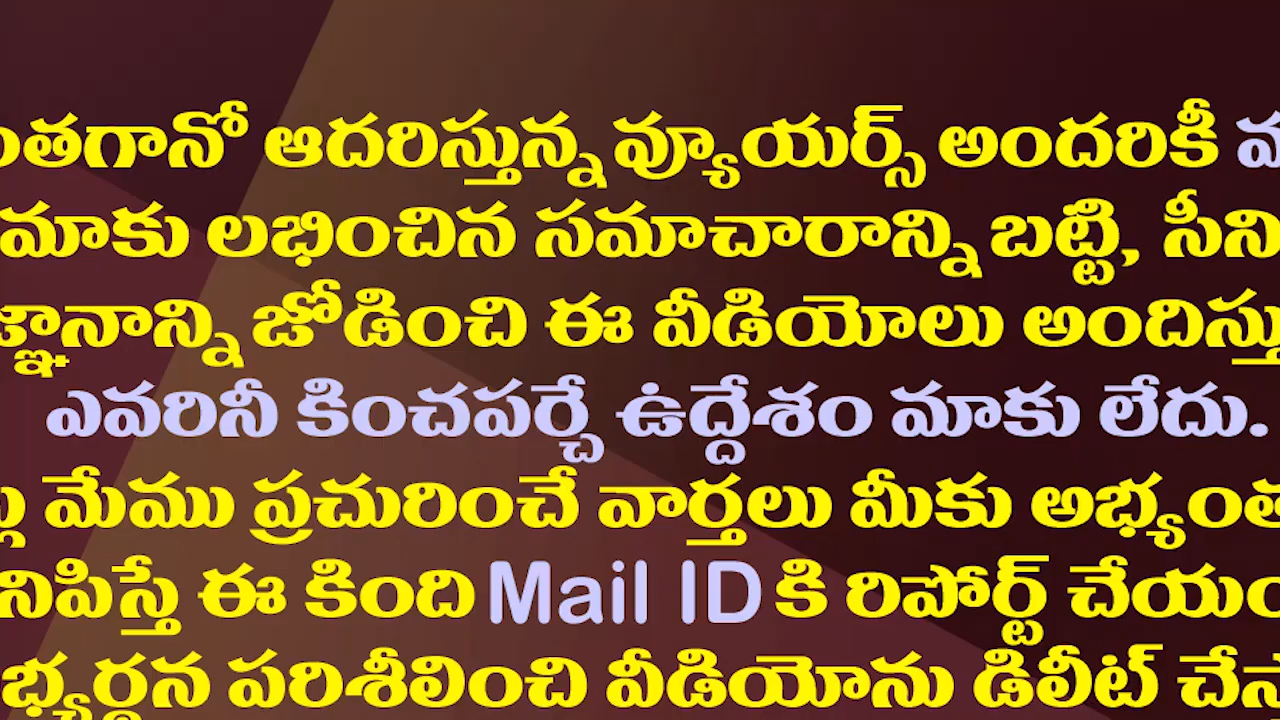 ంతగానో ఆదరిస్తున్న వ్యూయర్స్ అందరికీ
మాకు లభించిన సమాచారాన్ని బట్టి, సీని
జ్ఞానాన్ని జోడించి ఈ వీడియోలు అందిస్తు
ఎవరినీ కించపర్చే ఉద్దేశం మాకు లేదు.
ల్ల మేము ప్రచురించే వార్తలు మీకు అభ్యంత
నిపిస్తే ఈ కింది Mail ID కి రిపోర్ట్ చేయం
భ్యర్థన పరిశీలించి వీడియోను డిలీట్ చేస